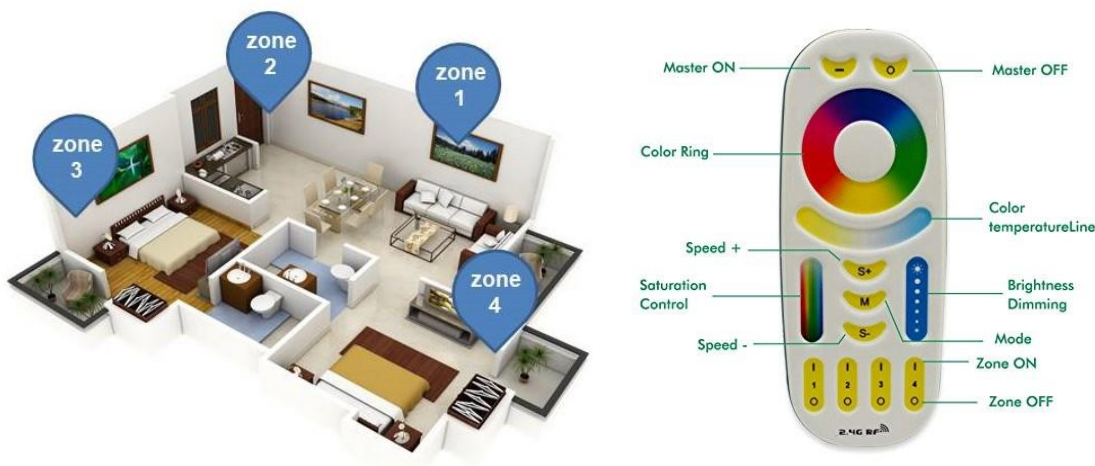 zone
1
zone
2
zone
3
zone
4
Master ON
Master OFF
Color Ring
Color
temperatureLine
Speed +
S+
Saturation
Control
M
Brightness
Dimming
Speed -
S-
Mode
Zone ON
1
2
3
4
Zone OFF
2.4G RF